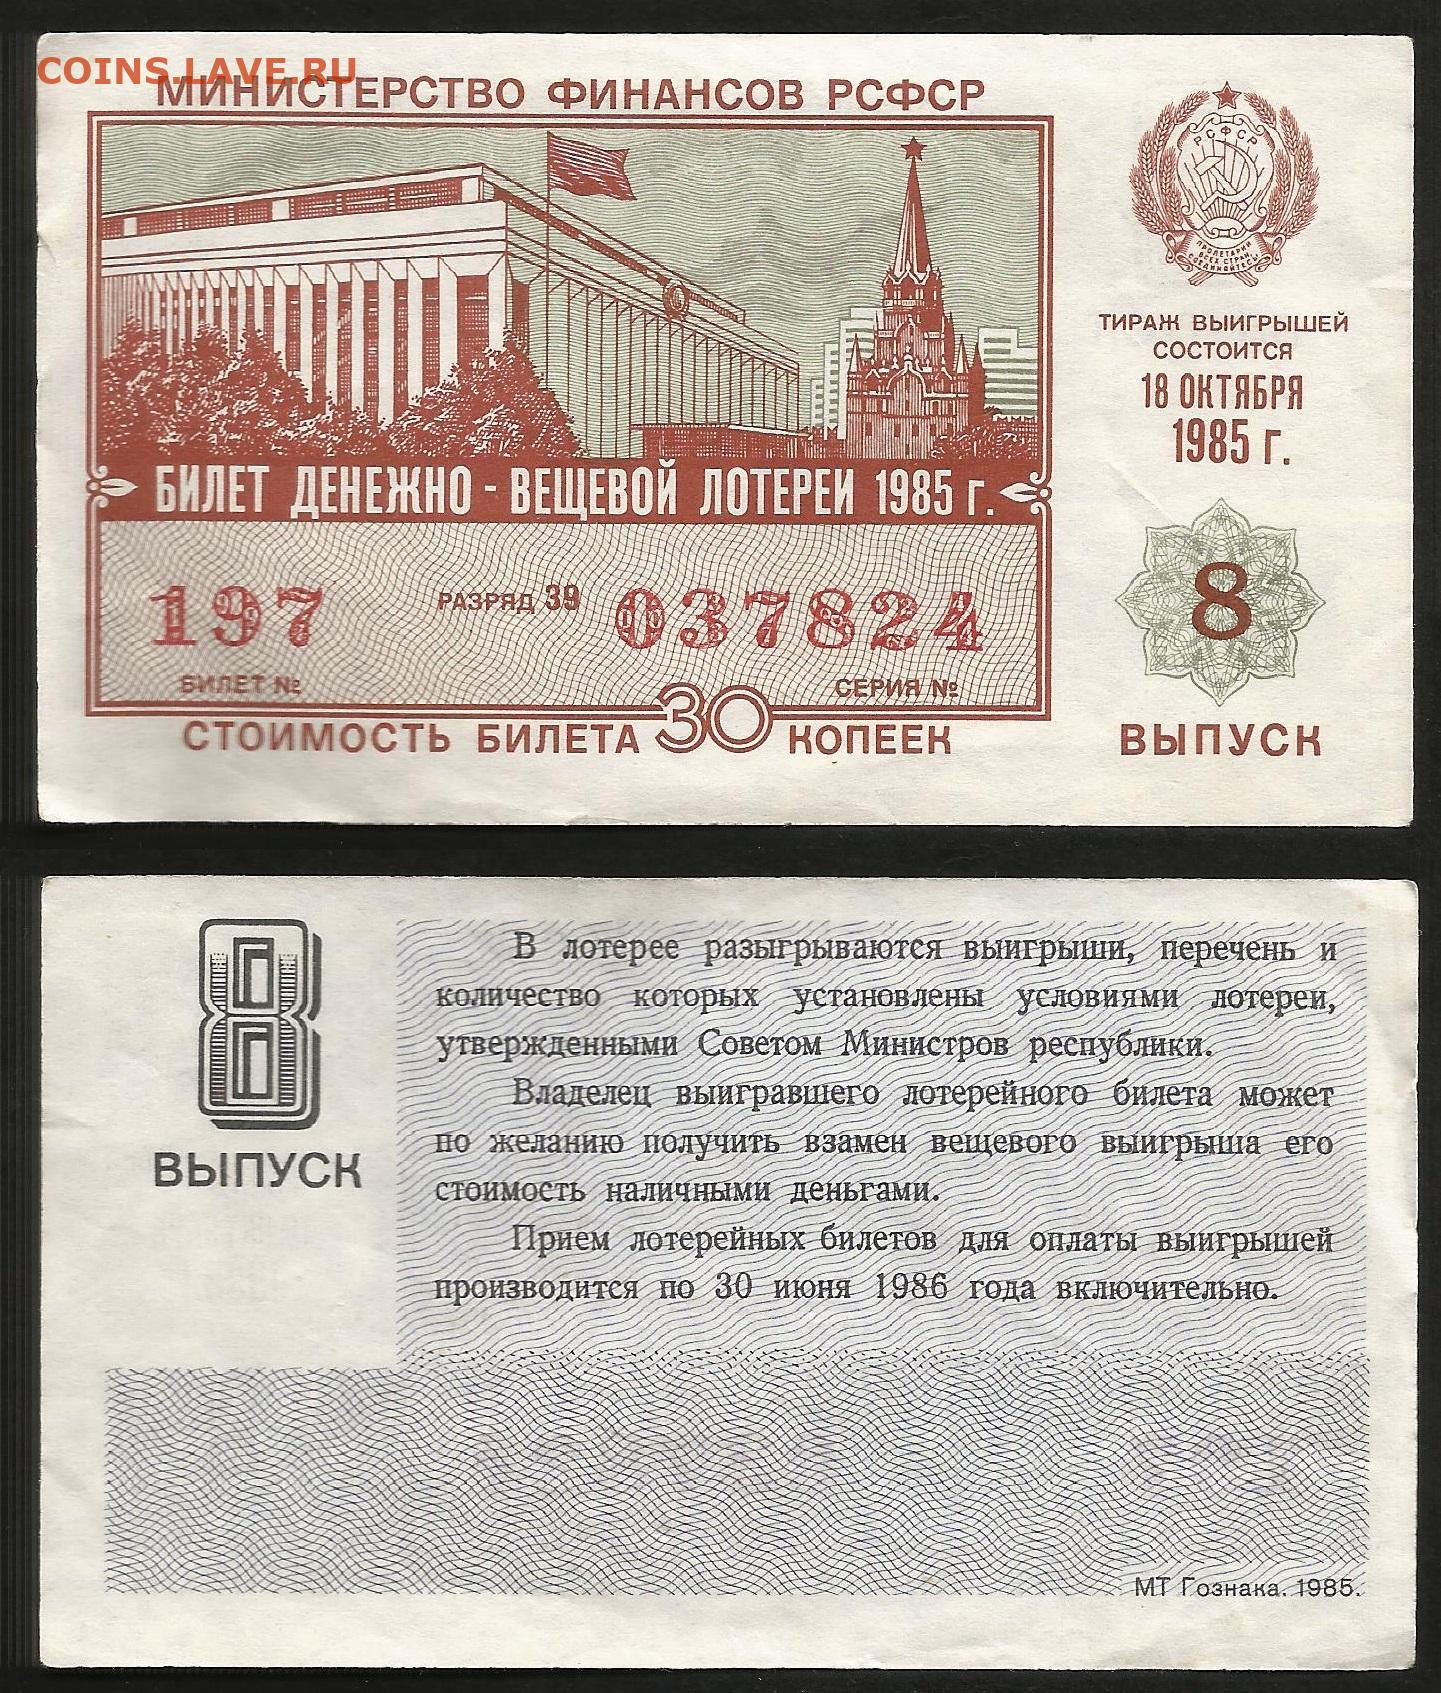 COINS.LAVE.RU
МИНИСТЕРСТВО ФИНАНСОВ РСФСР
РСФСР
ПРОЛЕТАРИИ
ВСЕХ СТРАН,
СОЕДИНЯЙТЕСЬ!
ТИРАЖ ВЫИГРЫШЕЙ
СОСТОИТСЯ
18 ОКТЯБРЯ
1985 Г.
БИЛЕТ ДЕНЕЖНО - ВЕЩЕВОЙ ЛОТЕРЕИ 1985 Г.
197 РАЗРЯД 39 037824
БИЛЕТ № СЕРИЯ №
СТОИМОСТЬ БИЛЕТА 30 КОПЕЕК
8
ВЫПУСК
8
ВЫПУСК
В лотерее разыгрываются выигрыши, перечень и
количество которых установлены условиями лотереи,
утвержденными Советом Министров республики.
Владелец выигравшего лотерейного билета может
по желанию получить взамен вещевого выигрыша его
стоимость наличными деньгами.
Прием лотерейных билетов для оплаты выигрышей
производится по 30 июня 1986 года включительно.
МТ Гознака. 1985.